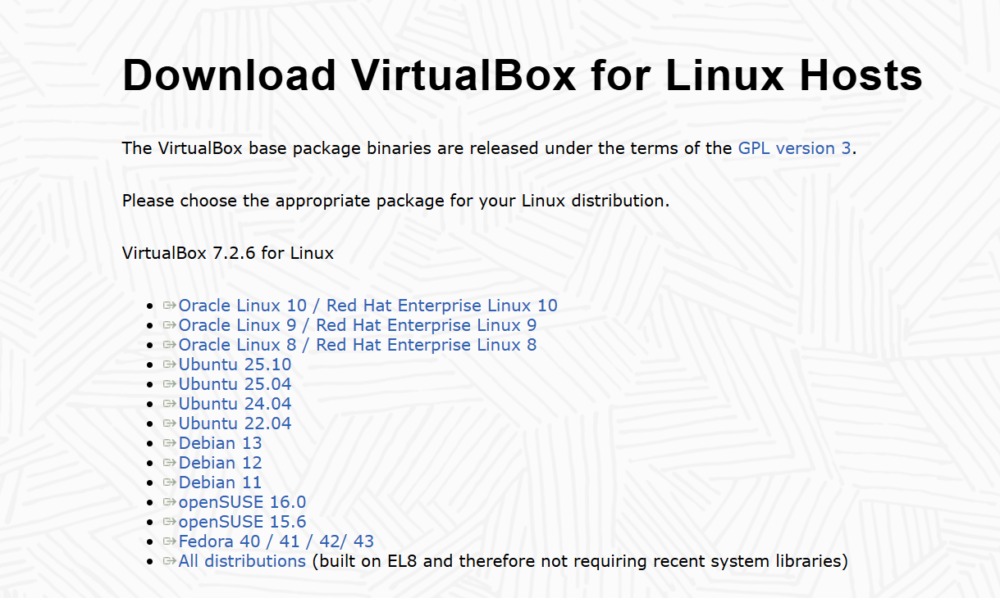 Download VirtualBox for Linux Hosts
The VirtualBox base package binaries are released under the terms of the GPL version 3.
Please choose the appropriate package for your Linux distribution.
VirtualBox 7.2.6 for Linux
Oracle Linux 10 / Red Hat Enterprise Linux 10
Oracle Linux 9 / Red Hat Enterprise Linux 9
Oracle Linux 8 / Red Hat Enterprise Linux 8
Ubuntu 25.10
Ubuntu 25.04
Ubuntu 24.04
Ubuntu 22.04
Debian 13
Debian 12
Debian 11
openSUSE 16.0
openSUSE 15.6
Fedora 40 / 41 / 42/ 43
All distributions (built on EL8 and therefore not requiring recent system libraries)